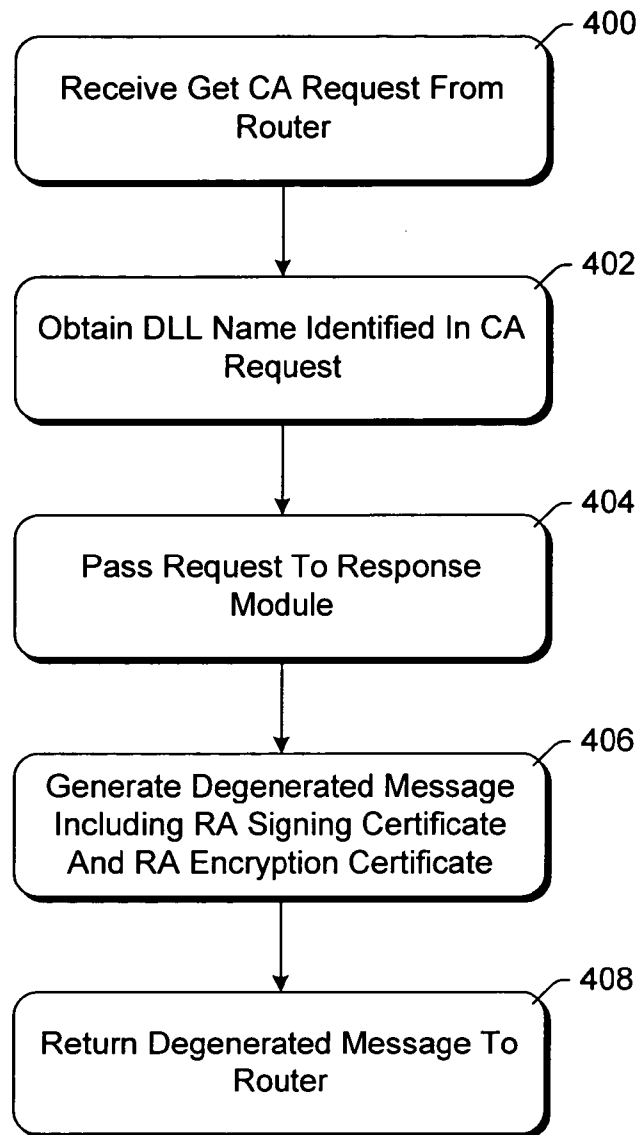 400
Receive Get CA Request From
Router
402
Obtain DLL Name Identified In CA
Request
404
Pass Request To Response
Module
406
Generate Degenerated Message
Including RA Signing Certificate
And RA Encryption Certificate
408
Return Degenerated Message To
Router